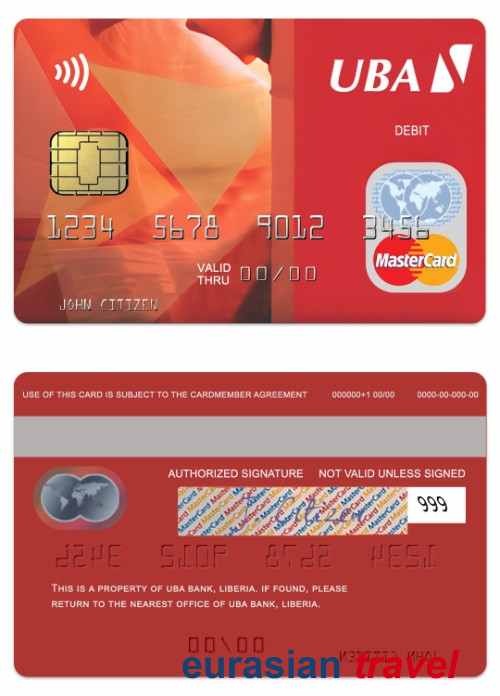 UBA
DEBIT
1234 5678 9012 3456
MasterCard
VALID THRU 00/00
JOHN CITIZEN
USE OF THIS CARD IS SUBJECT TO THE CARDMEMBER AGREEMENT 000000+1 00/00 0000-00-000-00
AUTHORIZED SIGNATURE NOT VALID UNLESS SIGNED
MasterCard
999
THIS IS A PROPERTY OF UBA BANK, LIBERIA. IF FOUND, PLEASE
RETURN TO THE NEAREST OFFICE OF UBA BANK, LIBERIA.
eurasian travel